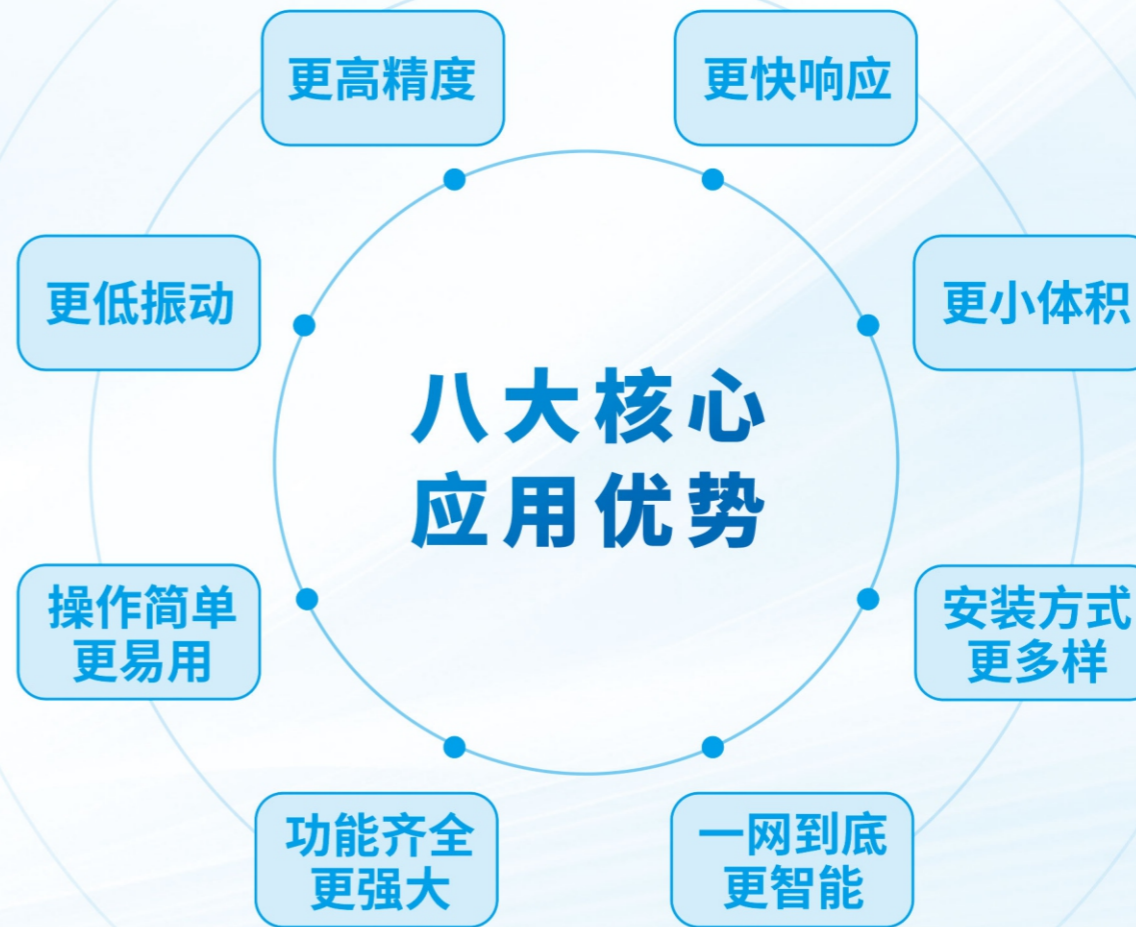 更高精度
更快响应
更低振动
更小体积
八大核心
应用优势
操作简单
更易用
安装方式
更多样
功能齐全
更强大
一网到底
更智能